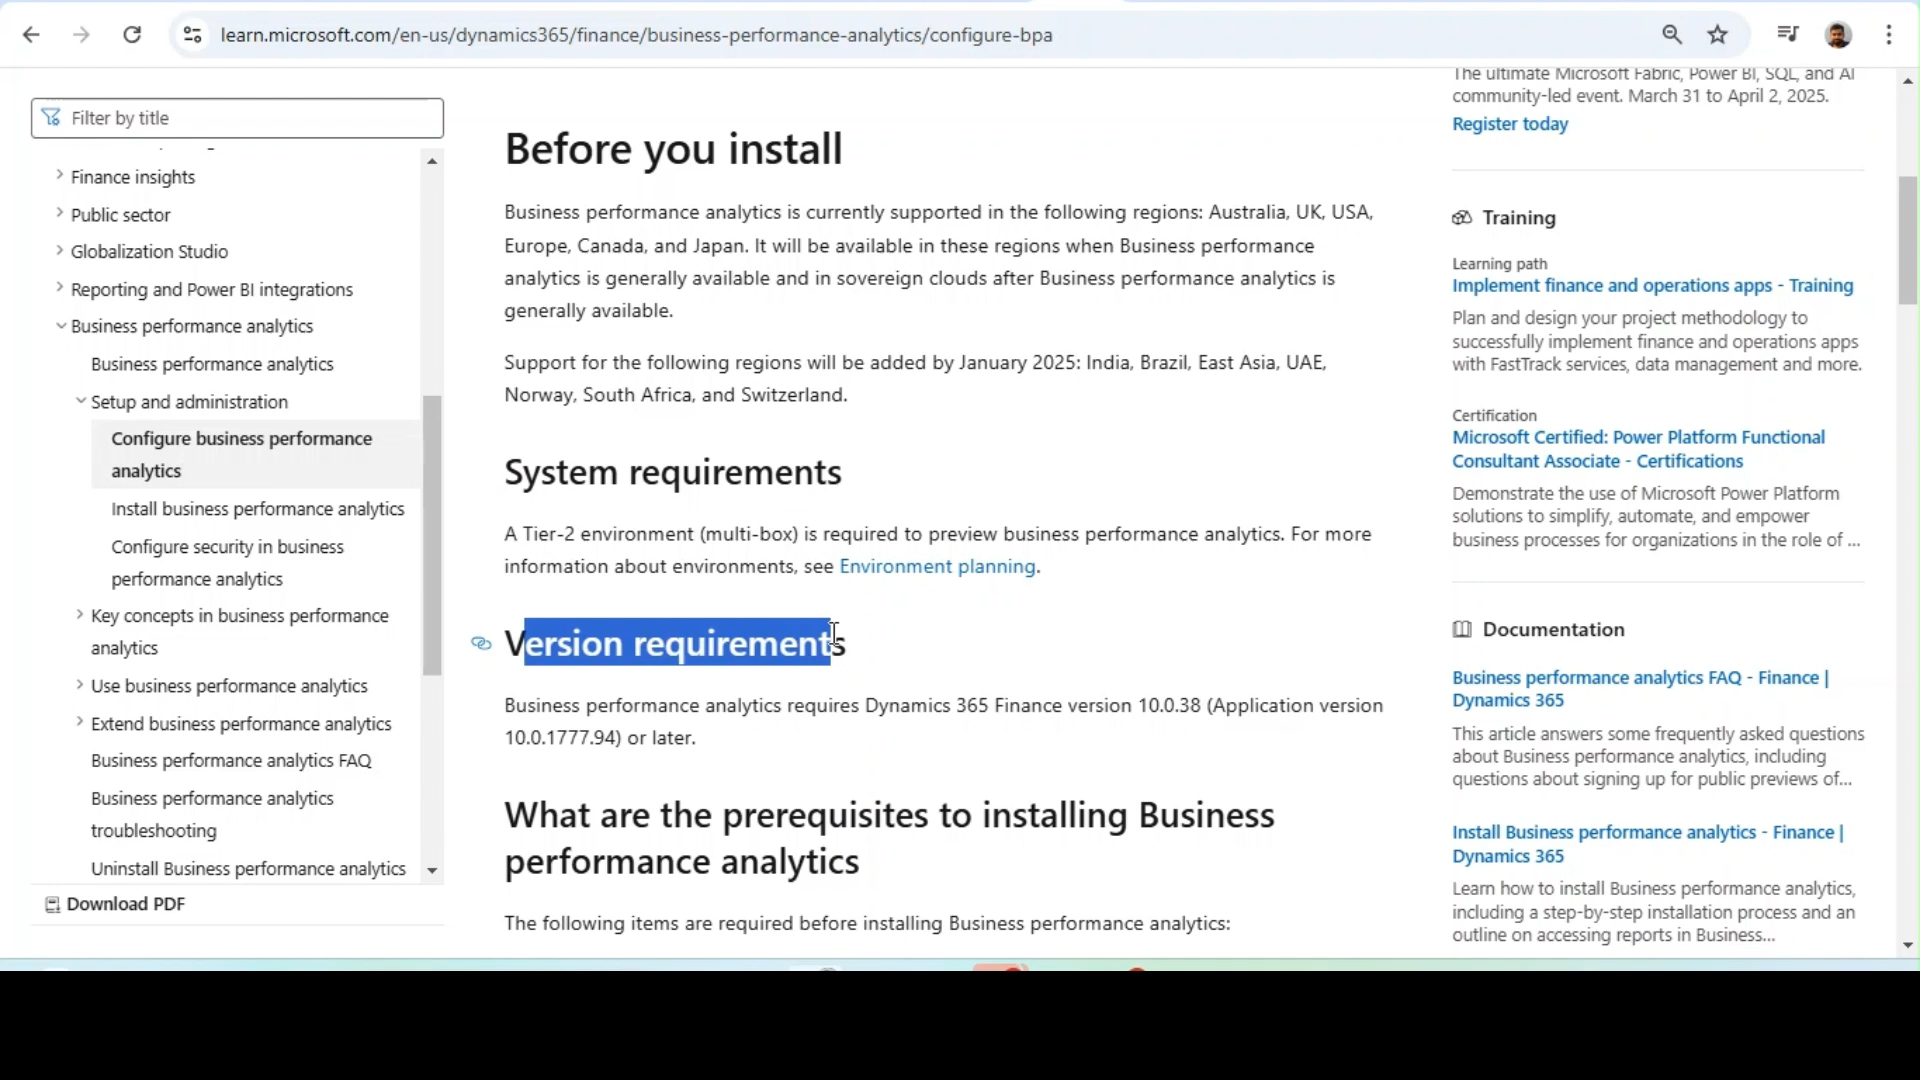 learn.microsoft.com/en-us/dynamics365/finance/business-performance-analytics/configure-bpa
Filter by title
Finance insights
Public sector
Globalization Studio
Reporting and Power BI integrations
Business performance analytics
Business performance analytics
Setup and administration
Configure business performance
analytics
Install business performance analytics
Configure security in business
performance analytics
Key concepts in business performance
analytics
Use business performance analytics
Extend business performance analytics
Business performance analytics FAQ
Business performance analytics
troubleshooting
Uninstall Business performance analytics
Download PDF
Before you install
Business performance analytics is currently supported in the following regions: Australia, UK, USA,
Europe, Canada, and Japan. It will be available in these regions when Business performance
analytics is generally available and in sovereign clouds after Business performance analytics is
generally available.
Support for the following regions will be added by January 2025: India, Brazil, East Asia, UAE,
Norway, South Africa, and Switzerland.
System requirements
A Tier-2 environment (multi-box) is required to preview business performance analytics. For more
information about environments, see Environment planning.
Version requirements
Business performance analytics requires Dynamics 365 Finance version 10.0.38 (Application version
10.0.1777.94) or later.
What are the prerequisites to installing Business
performance analytics
The following items are required before installing Business performance analytics:
The ultimate Microsoft Fabric, Power BI, SQL, and AI
community-led event. March 31 to April 2, 2025.
Register today
Training
Learning path
Implement finance and operations apps - Training
Plan and design your project methodology to
successfully implement finance and operations apps
with FastTrack services, data management and more.
Certification
Microsoft Certified: Power Platform Functional
Consultant Associate - Certifications
Demonstrate the use of Microsoft Power Platform
solutions to simplify, automate, and empower
business processes for organizations in the role of ...
Documentation
Business performance analytics FAQ - Finance |
Dynamics 365
This article answers some frequently asked questions
about Business performance analytics, including
questions about signing up for public previews of...
Install Business performance analytics - Finance |
Dynamics 365
Learn how to install Business performance analytics,
including a step-by-step installation process and an
outline on accessing reports in Business...